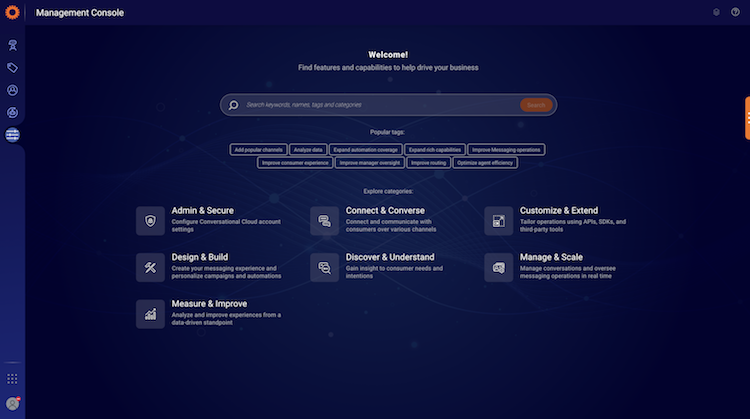 Management Console
Welcome!
Find features and capabilities to help drive your business
Search keywords, names, tags and categories
Search
Popular tags:
Add popular channels
Analyze data
Expand automation coverage
Expand rich capabilities
Improve Messaging operations
Improve consumer experience
Improve manager oversight
Improve routing
Optimize agent efficiency
Explore categories:
Admin & Secure
Configure Conversational Cloud account
settings
Connect & Converse
Connect and communicate with
consumers over various channels
Customize & Extend
Tailor operations using APIs, SDKs, and
third-party tools
Design & Build
Create your messaging experience and
personalize campaigns and automations
Discover & Understand
Gain insight to consumer needs and
intentions
Manage & Scale
Manage conversations and oversee
messaging operations in real time
Measure & Improve
Analyze and improve experiences from a
data-driven standpoint